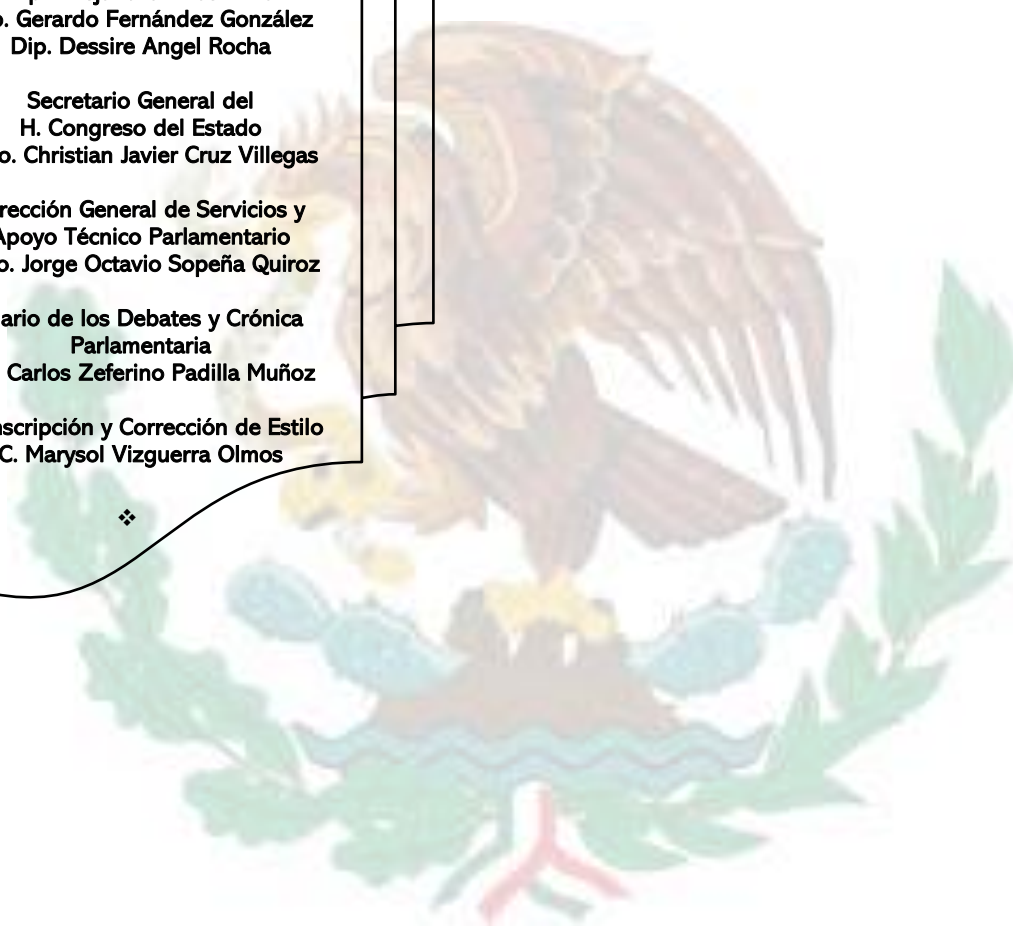 . Gerardo Fernández González
Dip. Dessire Angel Rocha
Secretario General del
H. Congreso del Estado
o. Christian Javier Cruz Villegas
rección General de Servicios y
Apoyo Técnico Parlamentario
o. Jorge Octavio Sopeña Quiroz
ario de los Debates y Crónica
Parlamentaria
Carlos Zeferino Padilla Muñoz
nscripción y Corrección de Estilo
C. Marysol Vizguerra Olmos